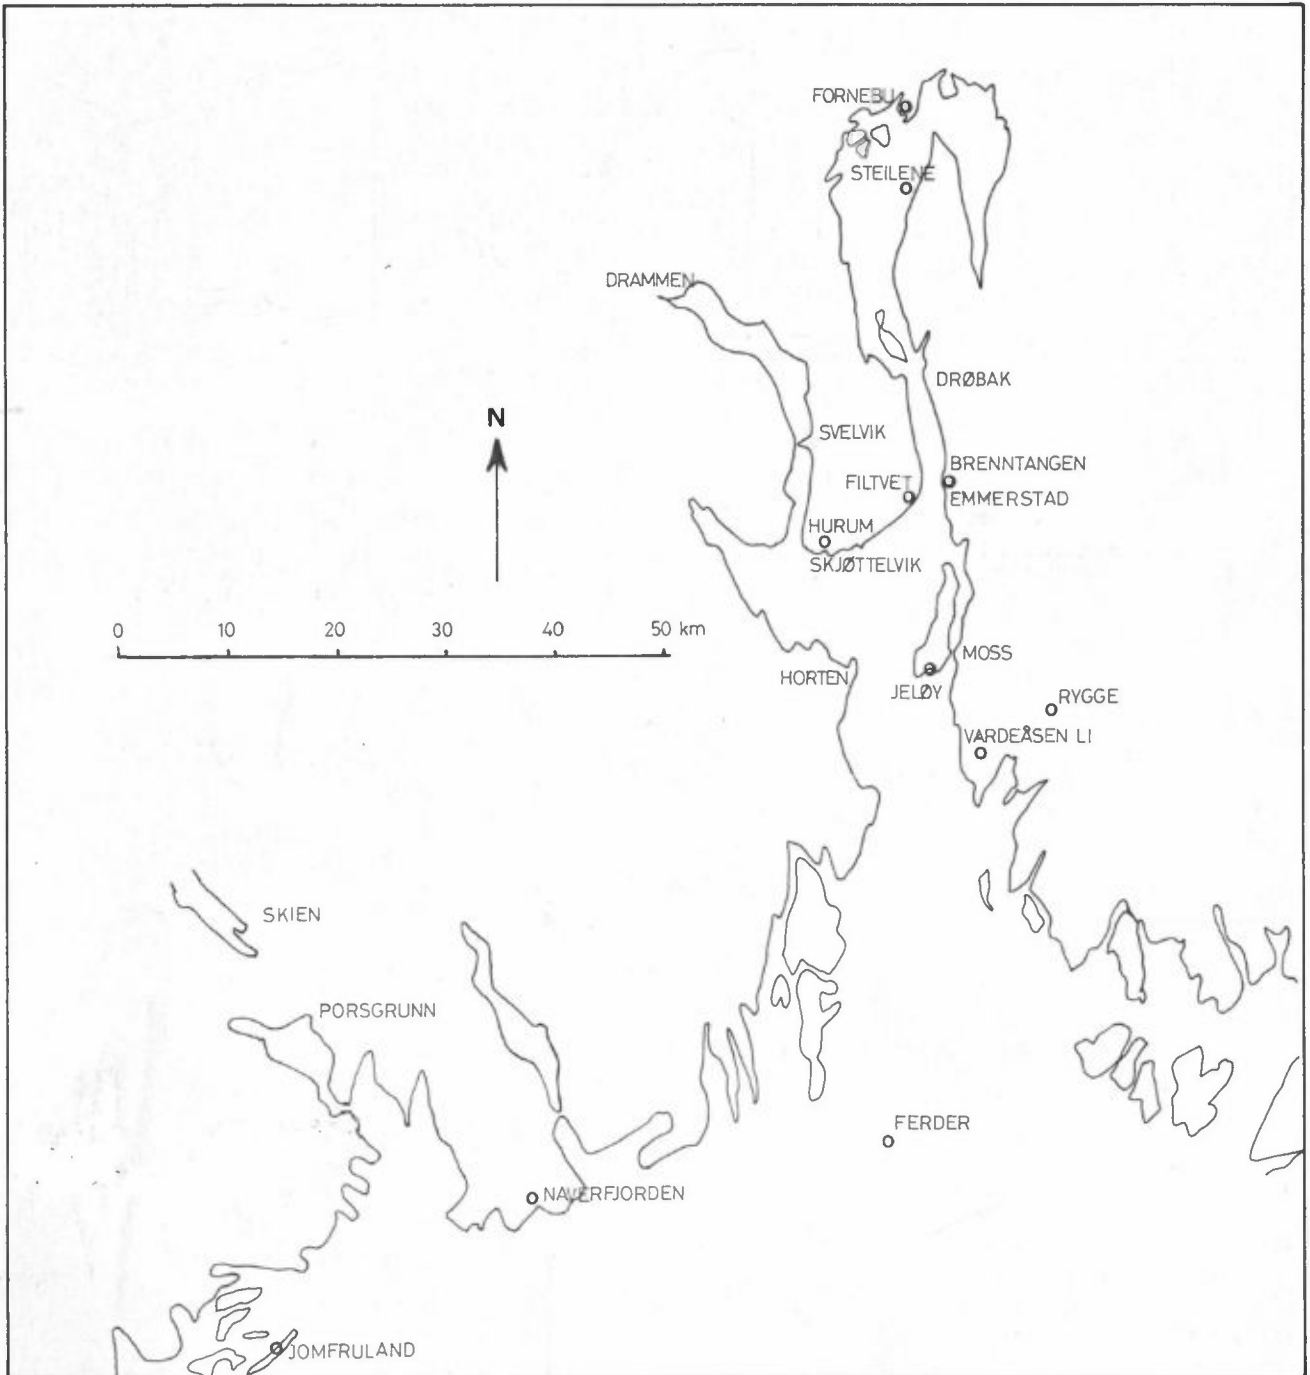 FORNEBU
STEILENE
DRAMMEN
DRØBAK
N
SVELVIK
BRENNTANGEN
FILTVET
EMMERSTAD
HURUM
SKJØTTELVIK
0 10 20 30 40 50 km
MOSS
HORTEN
JELØY
RYGGE
VARDEÅSEN LI
SKIEN
PORSGRUNN
FERDER
NAVERFJORDEN
JOMFRULAND